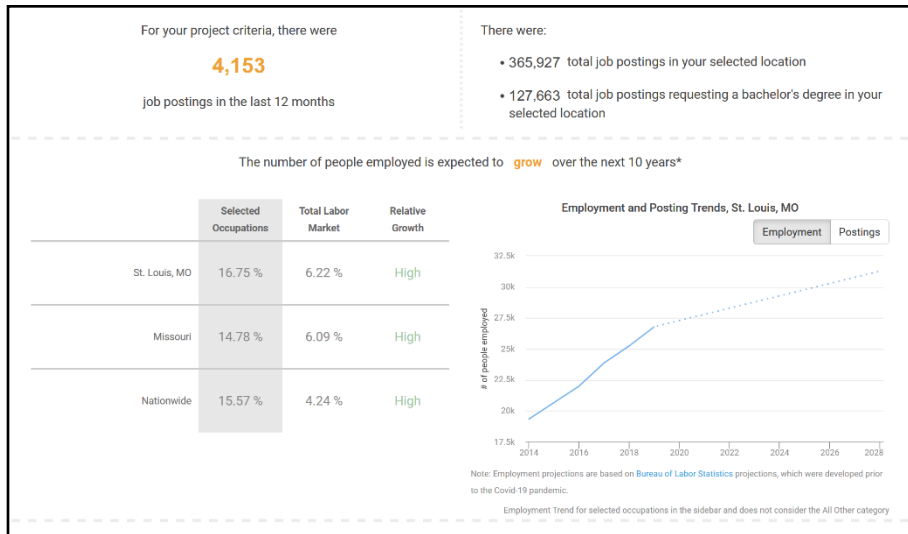 For your project criteria, there were
4,153
job postings in the last 12 months
There were:
• 365,927 total job postings in your selected location
• 127,663 total job postings requesting a bachelor's degree in your
selected location
The number of people employed is expected to grow over the next 10 years*
Selected
Occupations
Total Labor
Market
Relative
Growth
St. Louis, MO 16.75 % 6.22 % High
Missouri 14.78 % 6.09 % High
Nationwide 15.57 % 4.24 % High
Employment and Posting Trends, St. Louis, MO
Employment Postings
# of people employed
32.5k
30k
27.5k
25k
22.5k
20k
17.5k
2014 2016 2018 2020 2022 2024 2026 2028
Note: Employment projections are based on Bureau of Labor Statistics projections, which were developed prior
to the Covid-19 pandemic.
Employment Trend for selected occupations in the sidebar and does not consider the All Other category